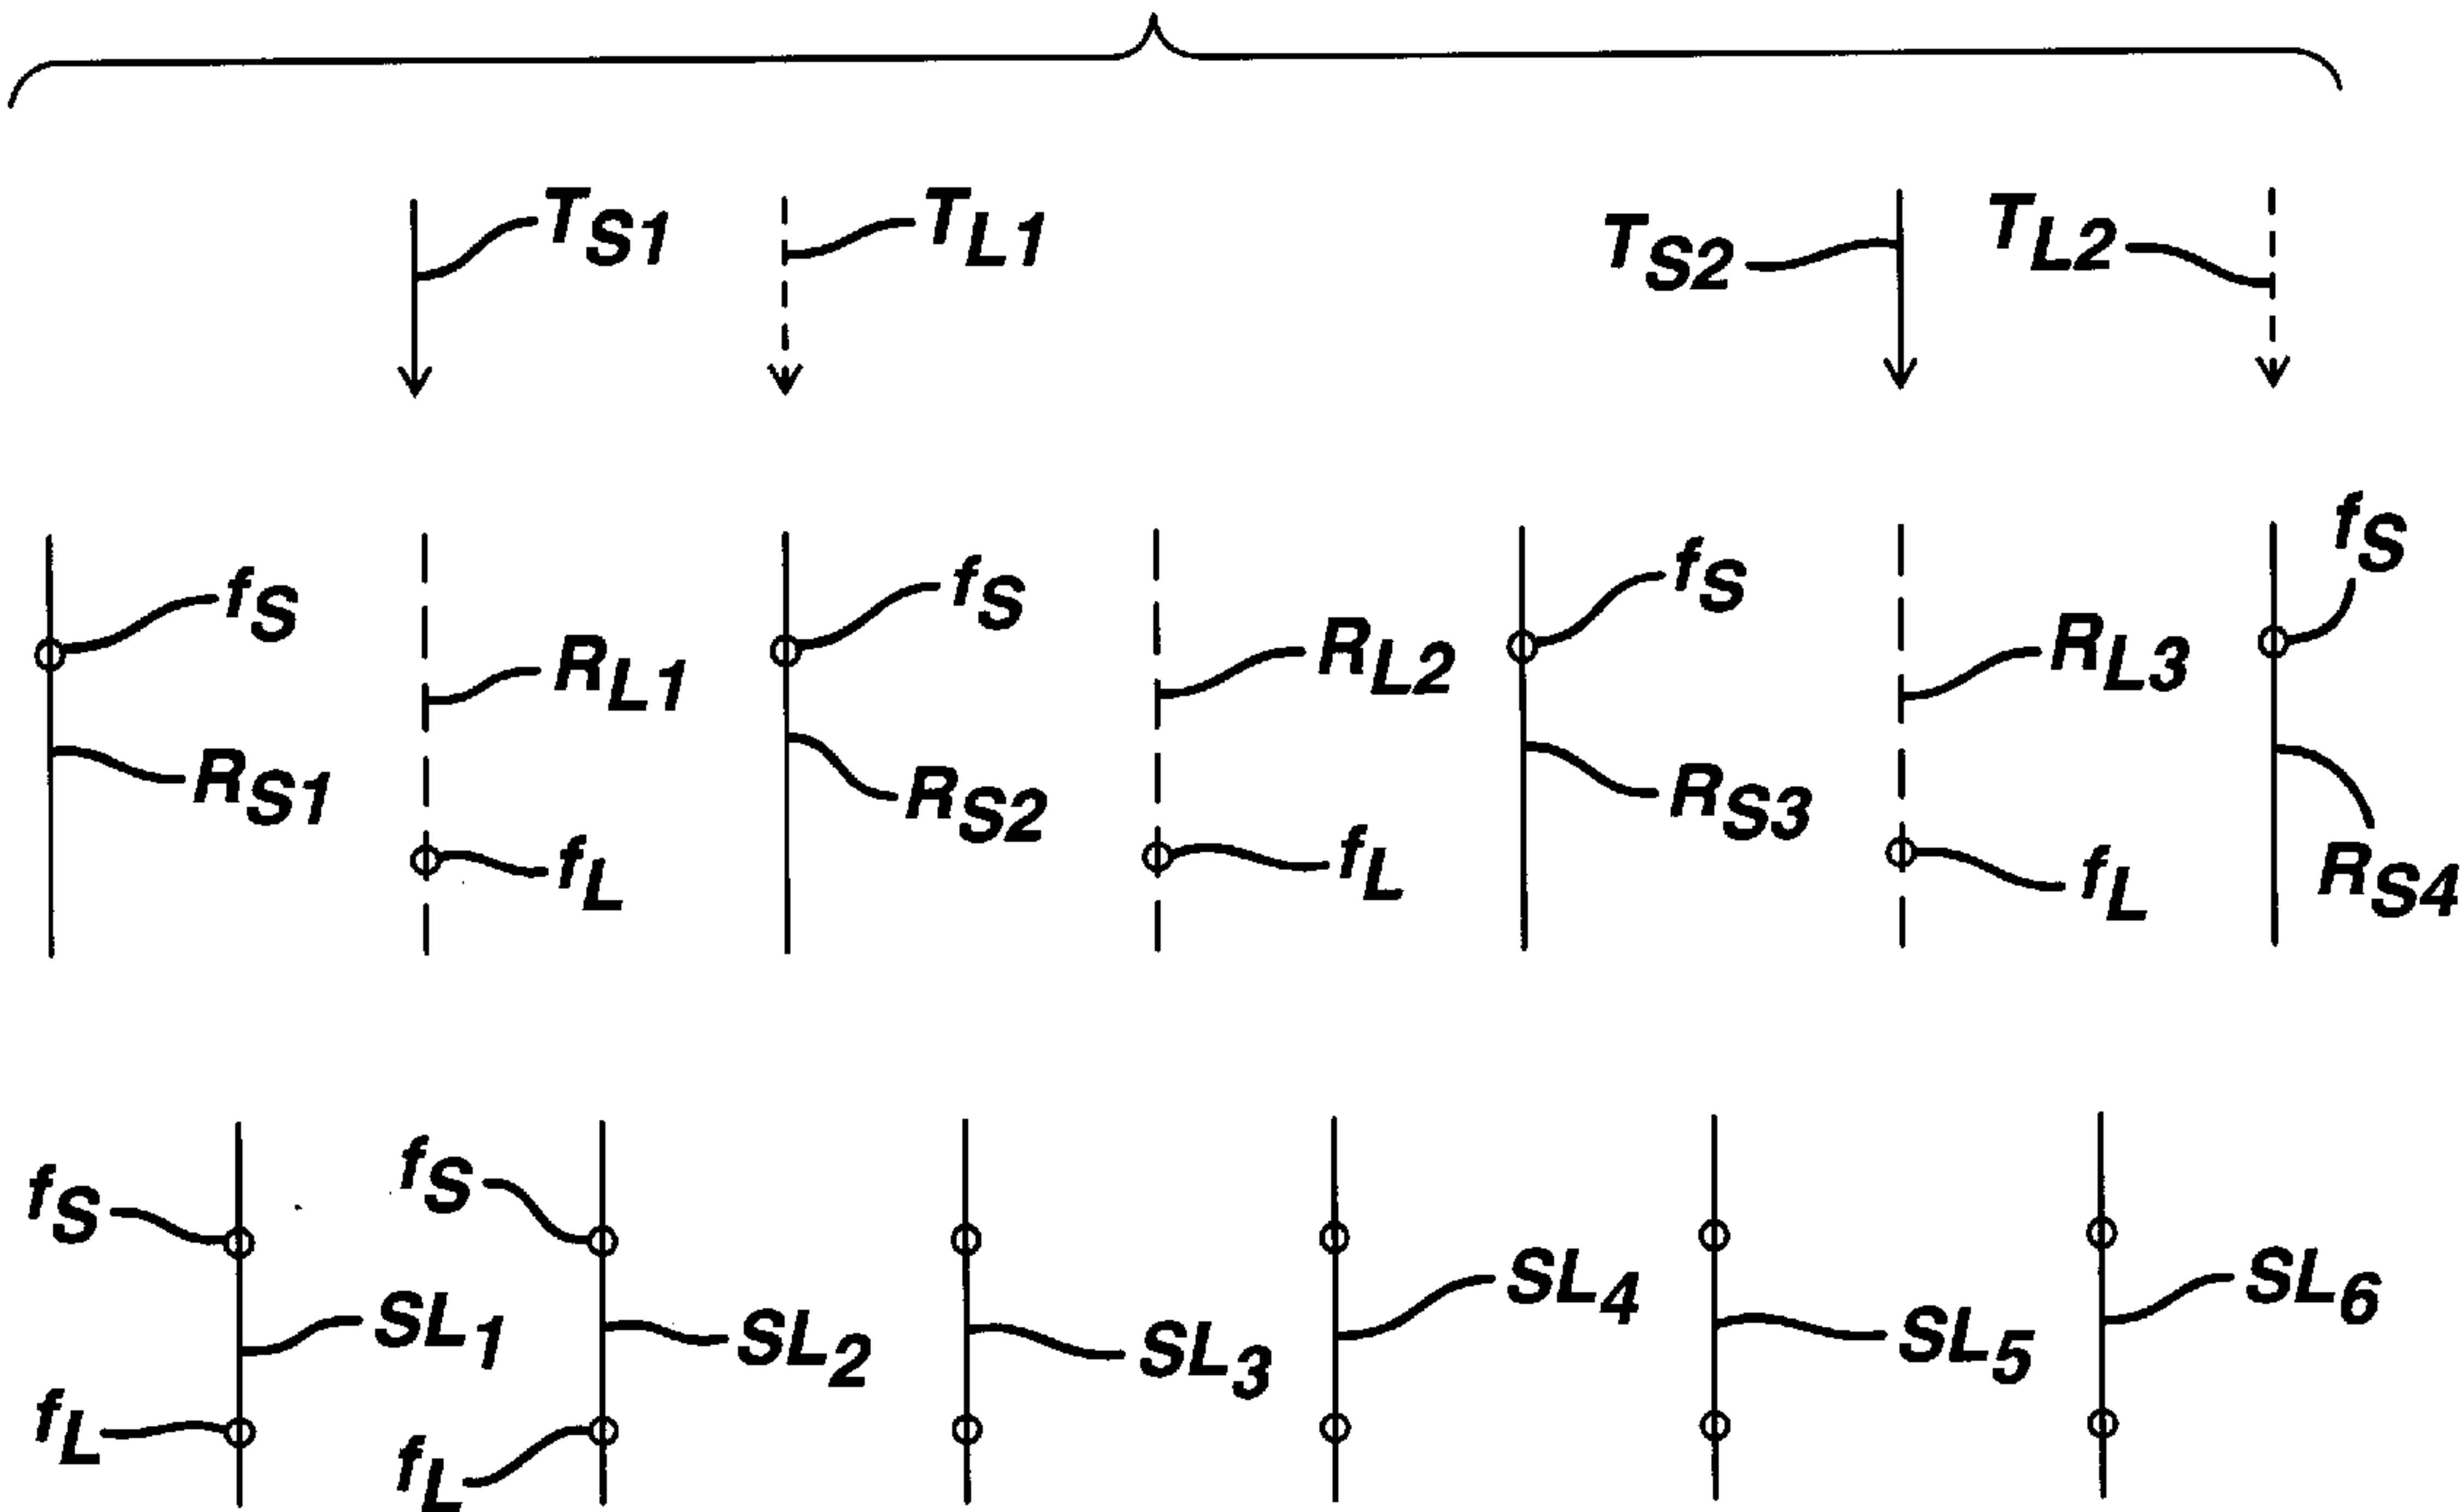 TS1 TL1 TS2 TL2
fS fS fS fS
RL1 RL2 RL3
RS1 RS2 RS3 RS4
fL fL fL
fS fS
SL1 SL2 SL3 SL4 SL5 SL6
fL fL